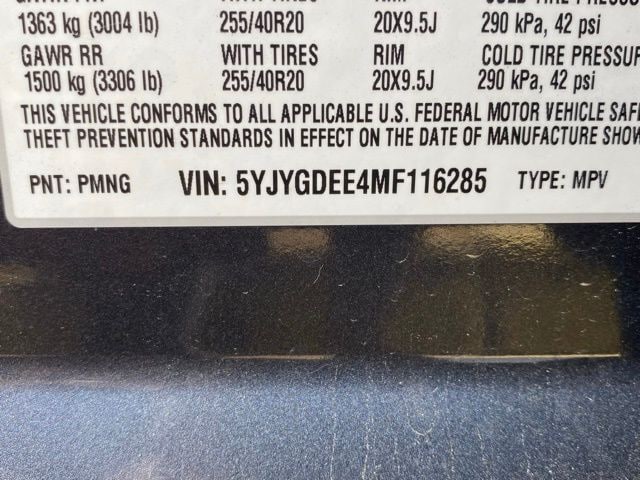 1363 kg (3004 lb) 255/40R20 20X9.5J 290 kPa, 42 psi
GAWR RR WITH TIRES RIM COLD TIRE PRESSUR
1500 kg (3306 lb) 255/40R20 20X9.5J 290 kPa, 42 psi
THIS VEHICLE CONFORMS TO ALL APPLICABLE U.S. FEDERAL MOTOR VEHICLE SAF
THEFT PREVENTION STANDARDS IN EFFECT ON THE DATE OF MANUFACTURE SHOW
PNT: PMNG VIN: 5YJYGDEE4MF116285 TYPE: MPV